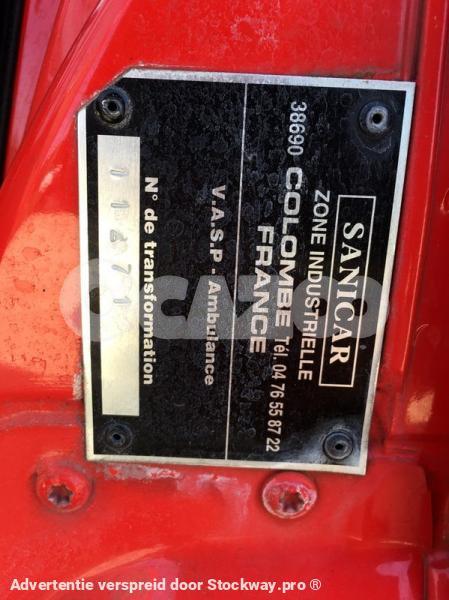 SANICAR
ZONE INDUSTRIELLE
38690 COLOMBE Tél. 04 76 55 87 22
FRANCE
V.A.S.P - Ambulance
N° de transformation
OCAZOO
Advertentie verspreid door Stockway.pro ®